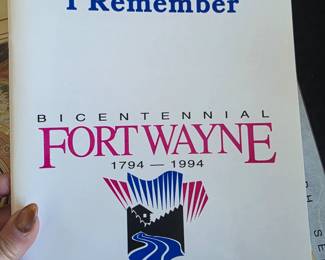 I Remember
BICENTENNIAL
FORT WAYNE
1794 — 1994